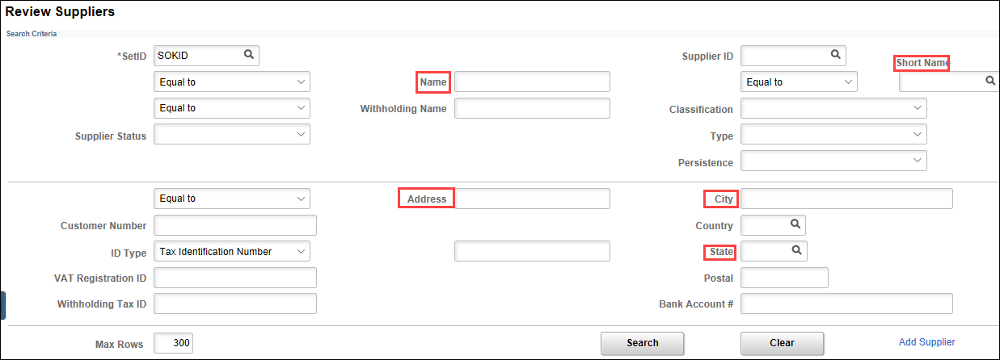 Review Suppliers
Search Criteria
*SetID SOKID Supplier ID Short Name
Equal to Name Equal to
Equal to Withholding Name Classification
Supplier Status Type
Persistence
Equal to Address City
Customer Number Country
ID Type Tax Identification Number State
VAT Registration ID Postal
Withholding Tax ID Bank Account #
Max Rows 300 Search Clear Add Supplier